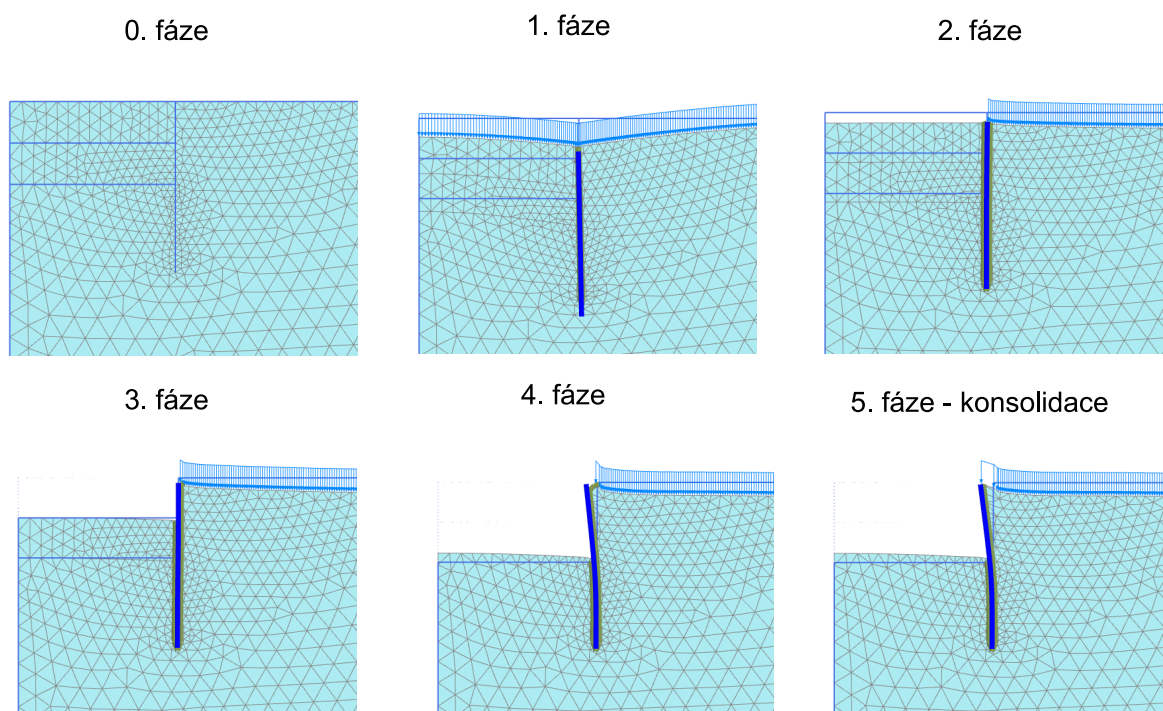 0. fáze
1. fáze
2. fáze
3. fáze
4. fáze
5. fáze - konsolidace